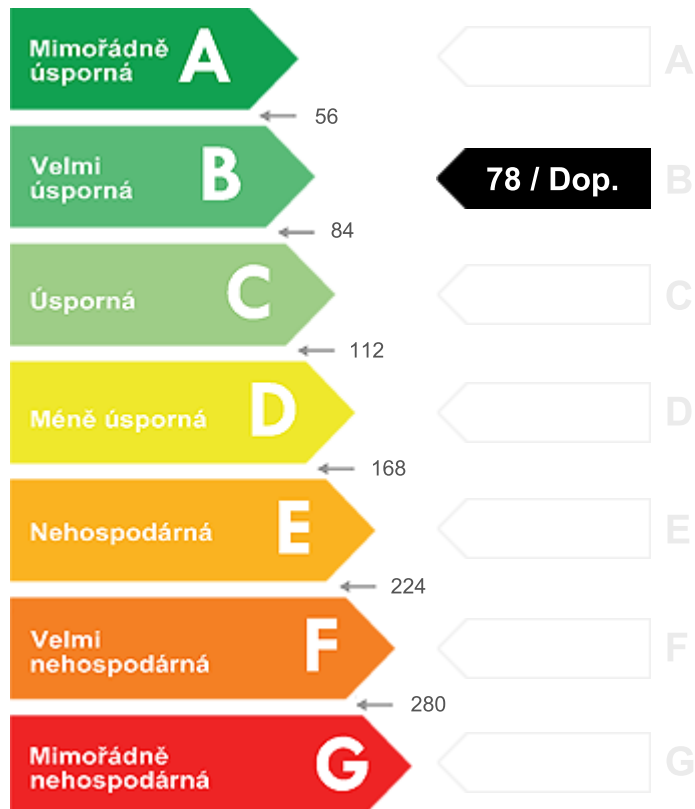 Mimořádně
úsporná
A
A
56
Velmi
úsporná
B
78 / Dop.
B
84
Úsporná
C
C
112
Méně úsporná
D
D
168
Nehospodárná
E
E
224
Velmi
nehospodárná
F
F
280
Mimořádně
nehospodárná
G
G